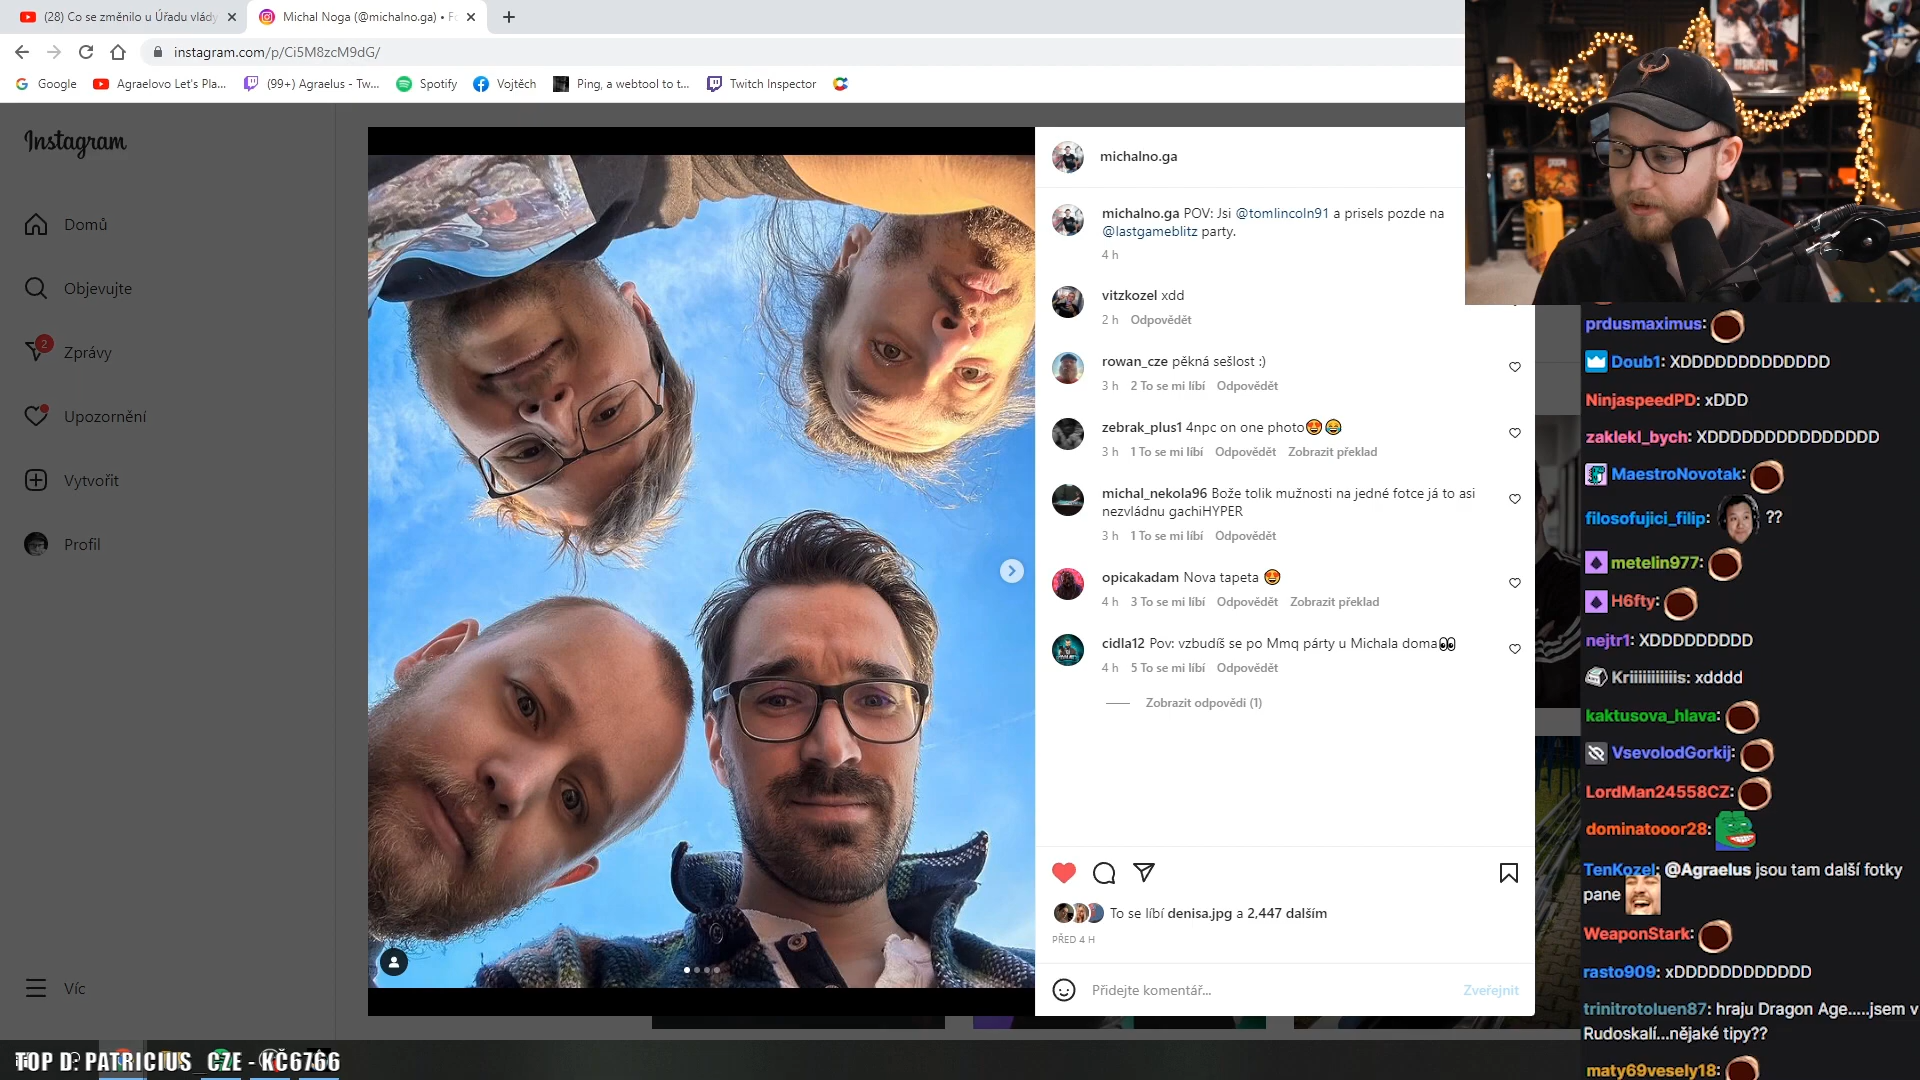 (28) Co se změnilo u Úřadu vlády
Michal Noga (@michalno.ga) • Fo
instagram.com/p/Ci5M8zcM9dG/
Google
Agraelovo Let's Pla...
(99+) Agraelus - Tw...
Spotify
Vojtěch
Ping, a webtool to t...
Twitch Inspector
Instagram
Domů
Objevujte
2
Zprávy
Upozornění
Vytvořit
Profil
Víc
michalno.ga
michalno.ga POV: Jsi @tomlincoln91 a prisels pozde na
@lastgameblitz party.
4 h
vitzkozel xdd
2 h Odpovědět
rowan_cze pěkná sešlost :)
3 h 2 To se mi líbí Odpovědět
zebrak_plus1 4npc on one photo😍😂
3 h 1 To se mi líbí Odpovědět Zobrazit překlad
michal_nekola96 Bože tolik mužnosti na jedné fotce já to asi
nezvládnu gachiHYPER
3 h 1 To se mi líbí Odpovědět
opicakadam Nova tapeta 😍
4 h 3 To se mi líbí Odpovědět Zobrazit překlad
cidla12 Pov: vzbudíš se po Mmq párty u Michala doma👀
4 h 5 To se mi líbí Odpovědět
Zobrazit odpovědi (1)
To se líbí denisa.jpg a 2,447 dalším
PŘED 4 H
Přidejte komentář...
Zveřejnit
prdusmaximus:
Doub1: XDDDDDDDDDDDDD
NinjaspeedPD: xDDD
zaklekl_bych: XDDDDDDDDDDDDDDD
MaestroNovotak:
filosofujici_filip: ??
metelin977:
H6fty:
nejtr1: XDDDDDDDDD
Kriiiiiiiiiiis: xdddd
kaktusova_hlava:
VsevolodGorkij:
LordMan24558CZ:
dominatooor28:
TenKozel: @Agraelus jsou tam další fotky
pane
WeaponStark:
rasto909: xDDDDDDDDDDDD
trinitrotoluen87: hraju Dragon Age.....jsem v
Rudoskalí...nějaké tipy??
maty69vesely18:
TOP D: PATRICIUS_CZE - KČ6766